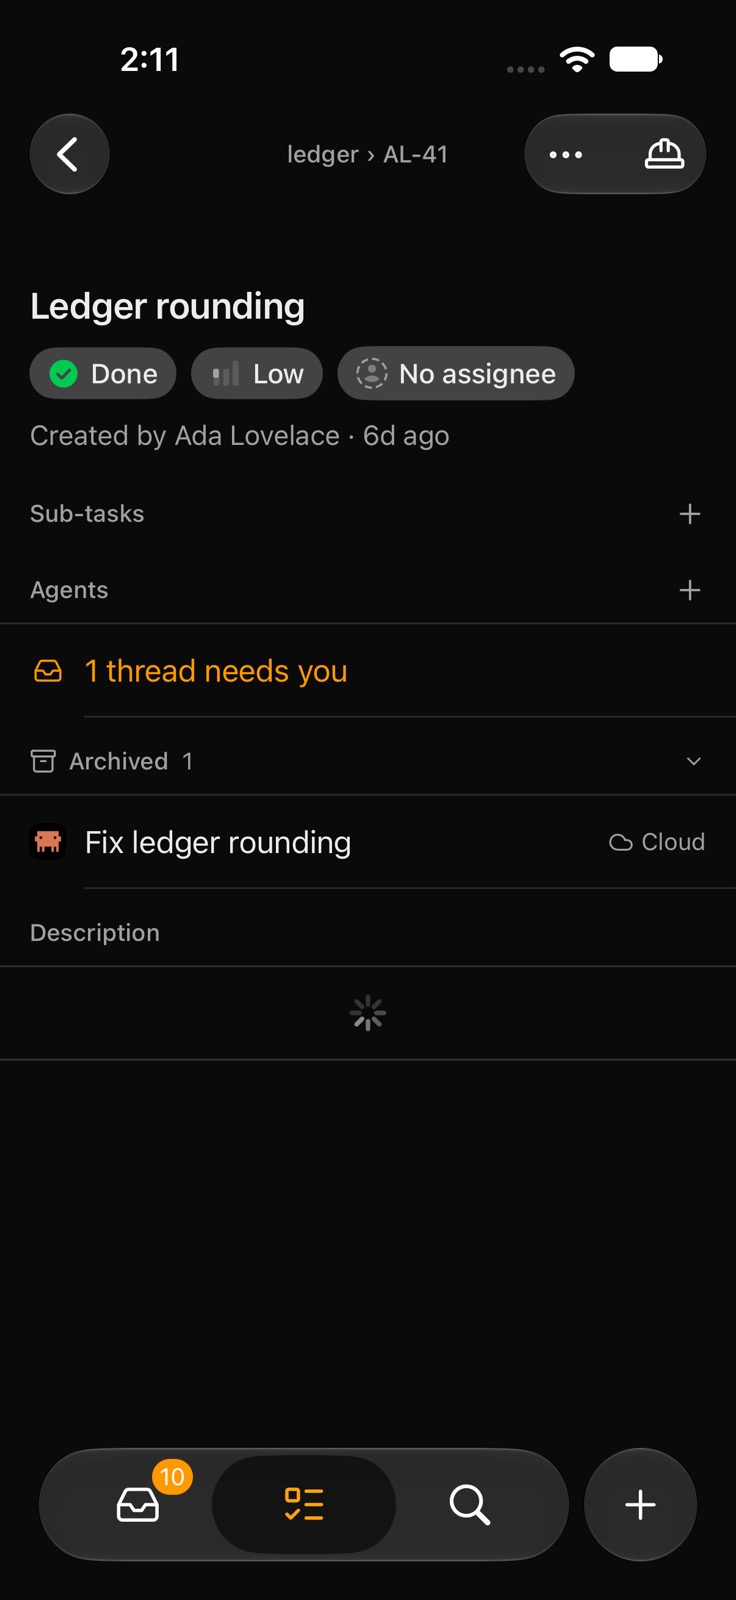 2:11
ledger › AL-41
Ledger rounding
Done
Low
No assignee
Created by Ada Lovelace · 6d ago
Sub-tasks
Agents
1 thread needs you
Archived 1
Fix ledger rounding
Cloud
Description
10